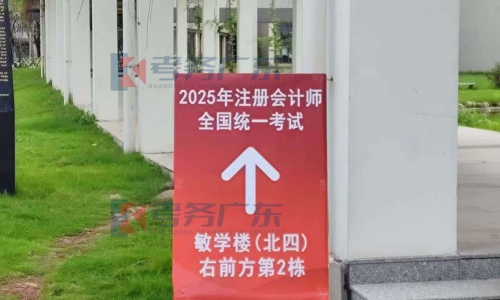 考务广东
2025年注册会计师
全国统一考试
敏学楼(北四)
右前方第2栋
考务广东